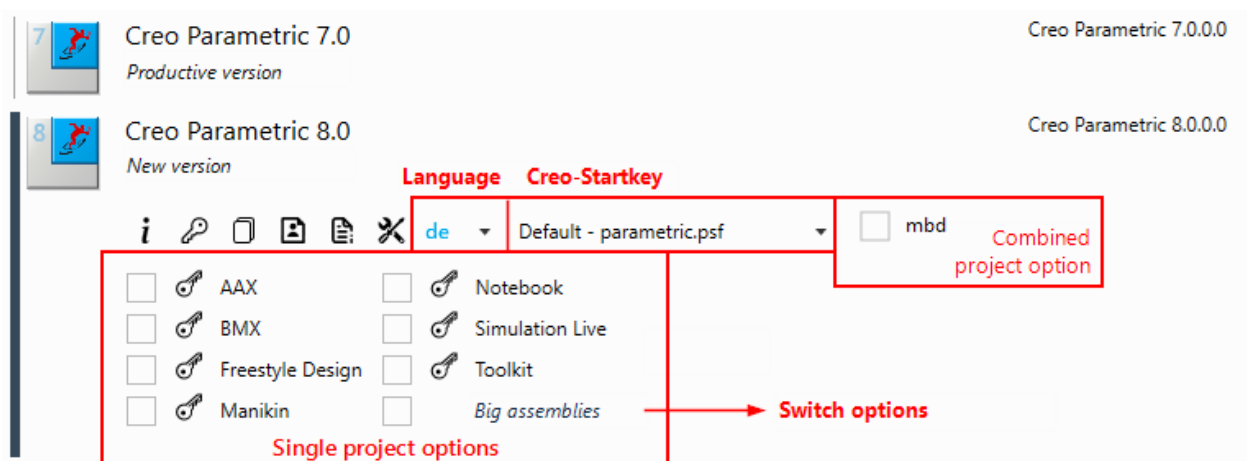 7
Creo Parametric 7.0
Creo Parametric 7.0.0.0
Productive version
8
Creo Parametric 8.0
Creo Parametric 8.0.0.0
New version
Language Creo-Startkey
i de Default - parametric.psf mbd
Combined
project option
AAX Notebook
BMX Simulation Live
Freestyle Design Toolkit
Manikin Big assemblies Switch options
Single project options